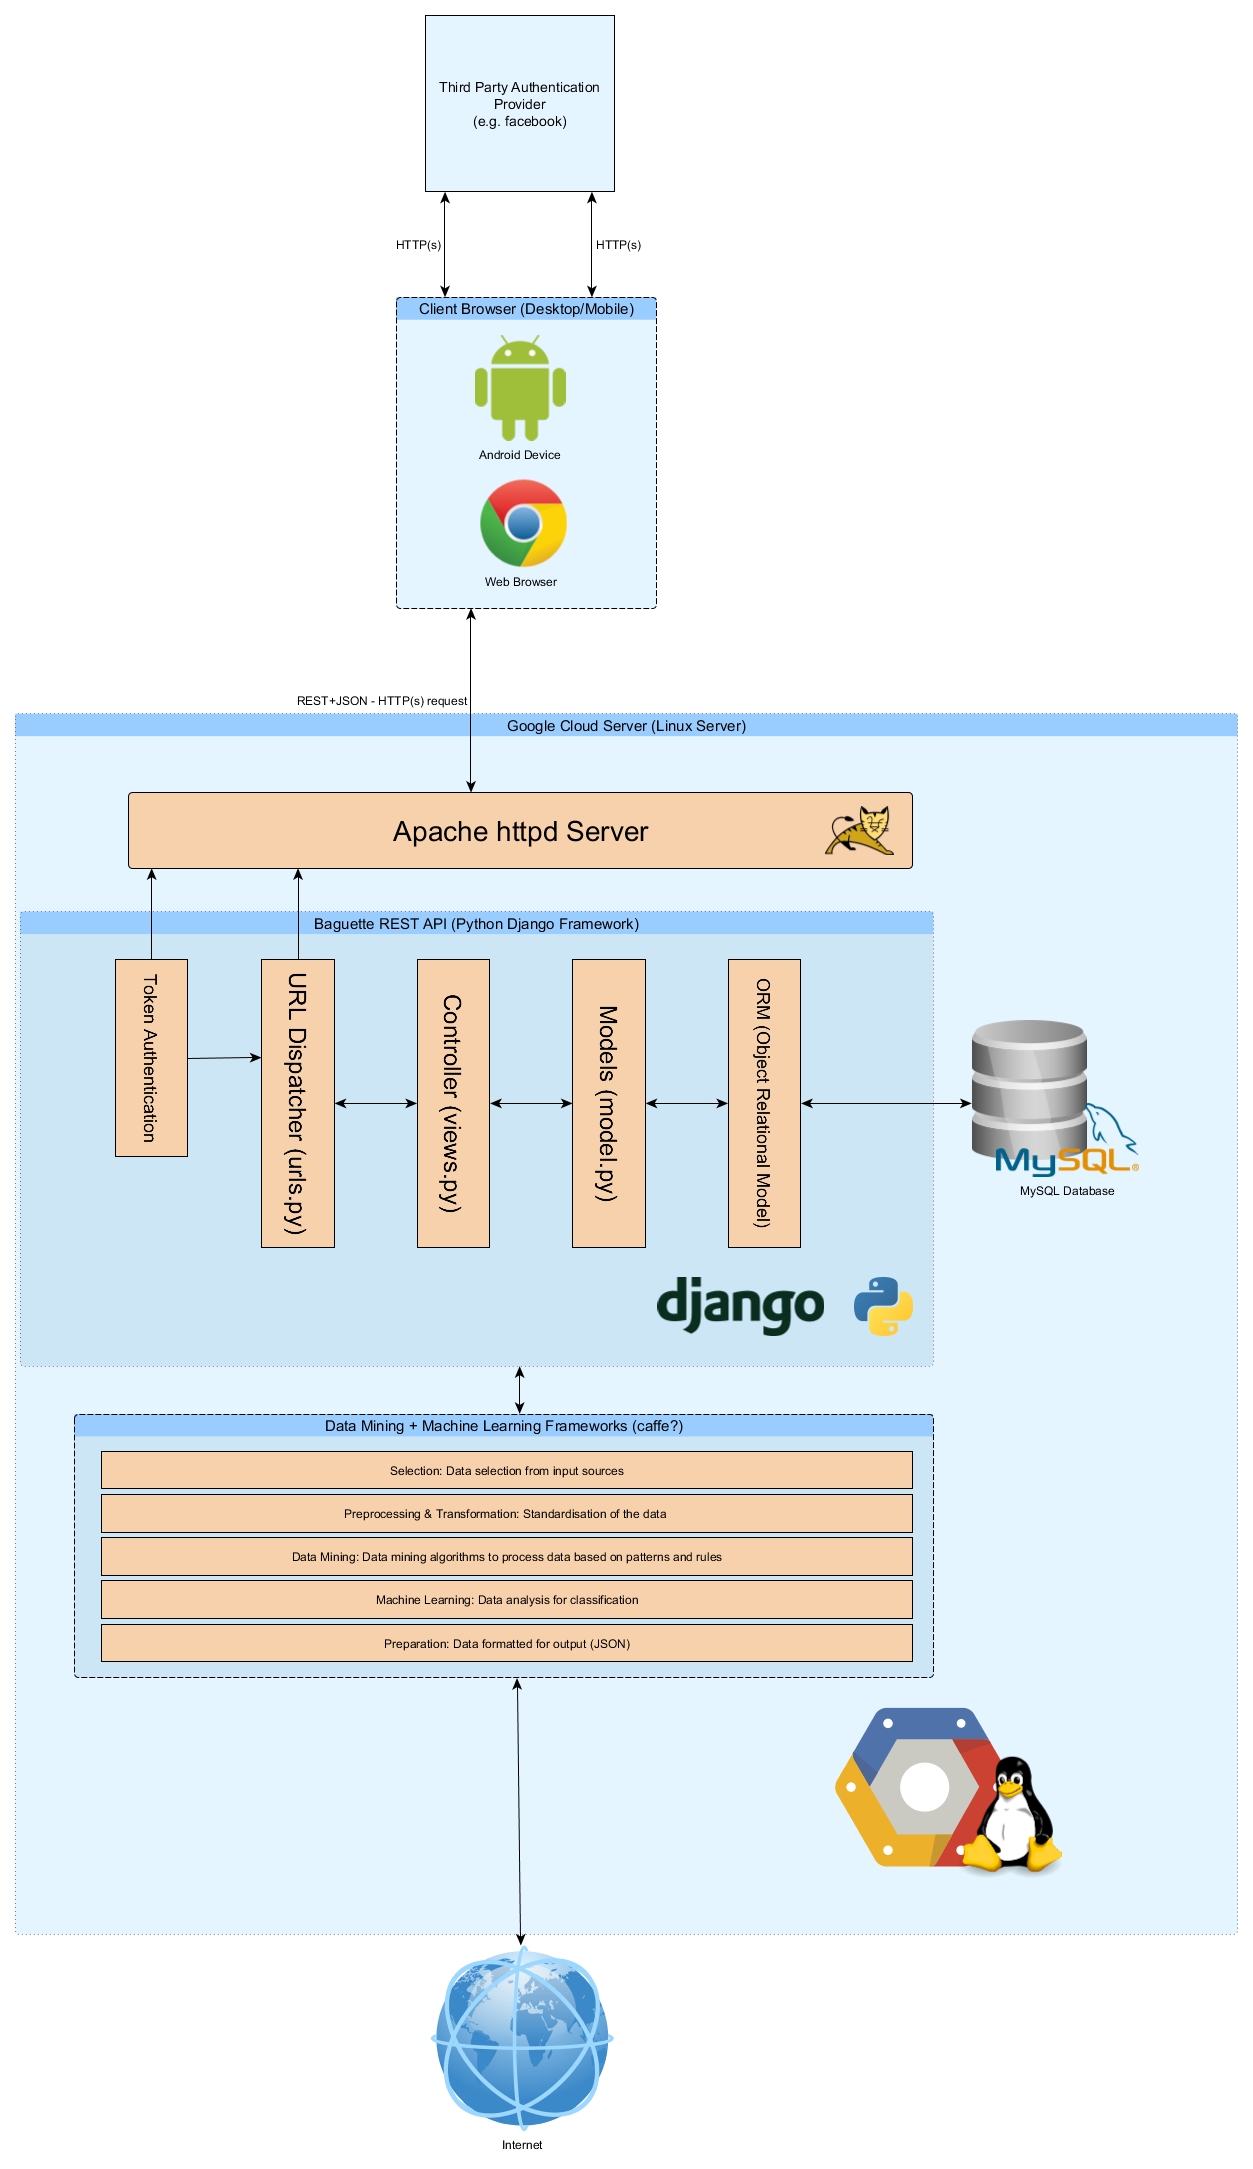 Third Party Authentication
Provider
(e.g. facebook)
HTTP(s)
HTTP(s)
Client Browser (Desktop/Mobile)
Android Device
Web Browser
REST+JSON - HTTP(s) request
Google Cloud Server (Linux Server)
Apache httpd Server
Baguette REST API (Python Django Framework)
Token Authentication
URL Dispatcher (urls.py)
Controller (views.py)
Models (model.py)
ORM (Object Relational Model)
MySQL®
MySQL Database
django
Data Mining + Machine Learning Frameworks (caffe?)
Selection: Data selection from input sources
Preprocessing & Transformation: Standardisation of the data
Data Mining: Data mining algorithms to process data based on patterns and rules
Machine Learning: Data analysis for classification
Preparation: Data formatted for output (JSON)
Internet